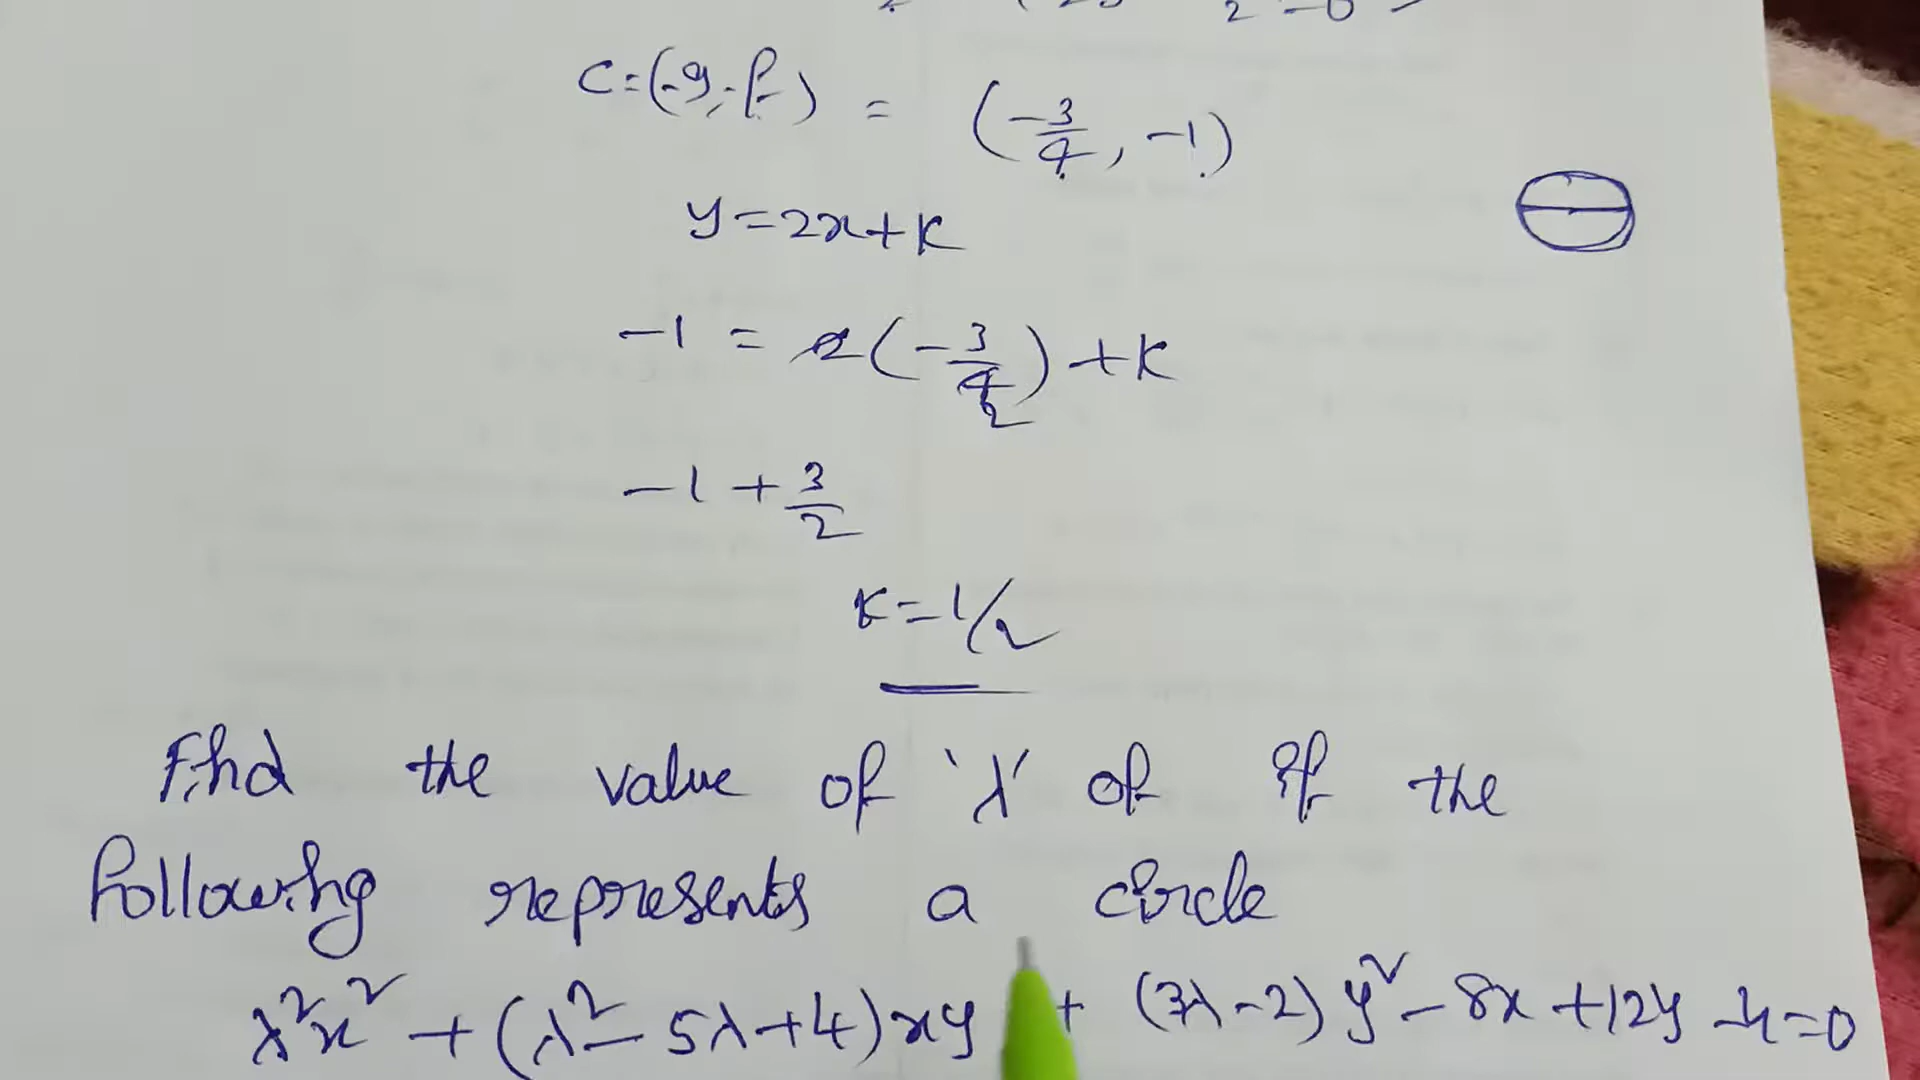 C=(-g,-f) = (-3/4, -1)
y=2x+k
-1 = 2(-3/4)+k
2
-1+3/2
k=1/2
Find the value of 'λ' of if the
following represents a circle
λ²x² + (λ²-5λ+4)xy + (3λ-2)y²-8x+12y-4=0